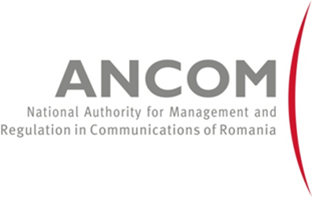 ANCOM
National Authority for Management and
Regulation in Communications of Romania